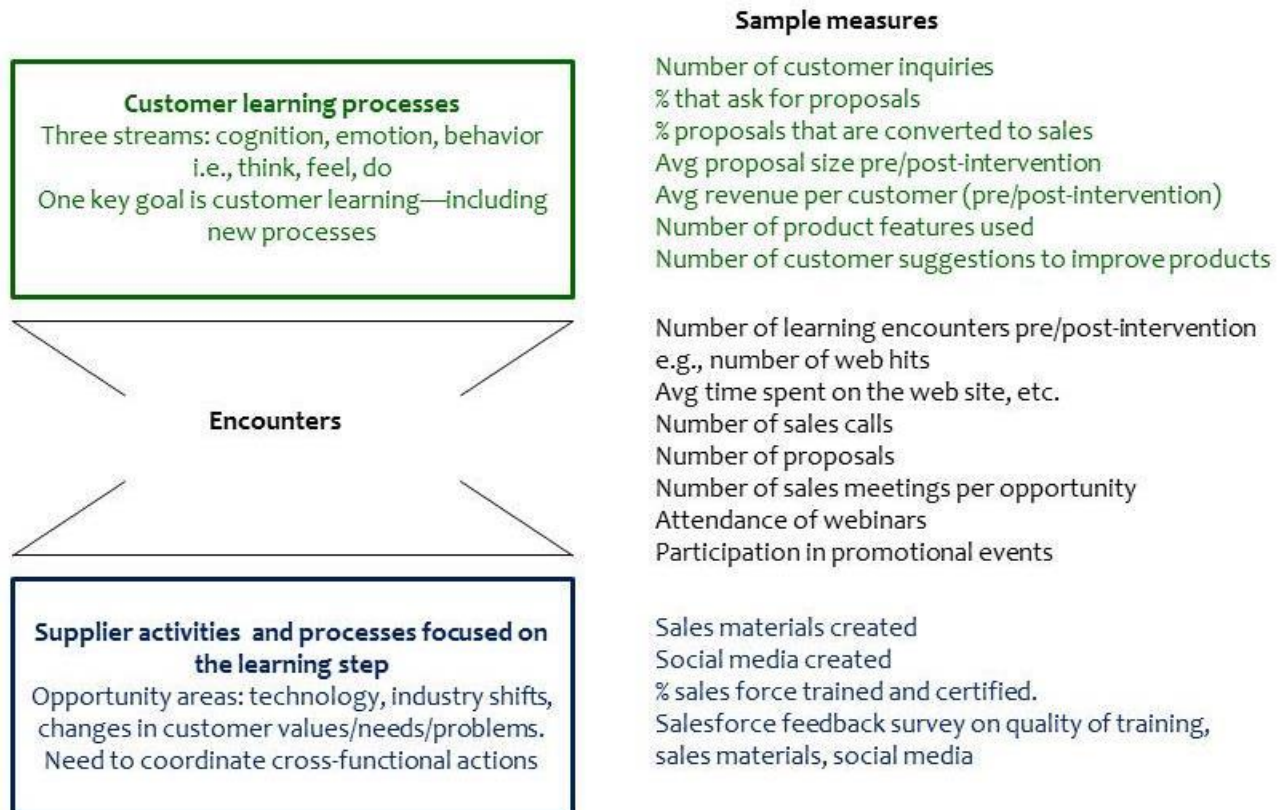 Sample measures
Customer learning processes
Three streams: cognition, emotion, behavior
i.e., think, feel, do
One key goal is customer learning—including
new processes
Number of customer inquiries
% that ask for proposals
% proposals that are converted to sales
Avg proposal size pre/post-intervention
Avg revenue per customer (pre/post-intervention)
Number of product features used
Number of customer suggestions to improve products
Encounters
Number of learning encounters pre/post-intervention
e.g., number of web hits
Avg time spent on the web site, etc.
Number of sales calls
Number of proposals
Number of sales meetings per opportunity
Attendance of webinars
Participation in promotional events
Supplier activities and processes focused on
the learning step
Opportunity areas: technology, industry shifts,
changes in customer values/needs/problems.
Need to coordinate cross-functional actions
Sales materials created
Social media created
% sales force trained and certified.
Salesforce feedback survey on quality of training,
sales materials, social media